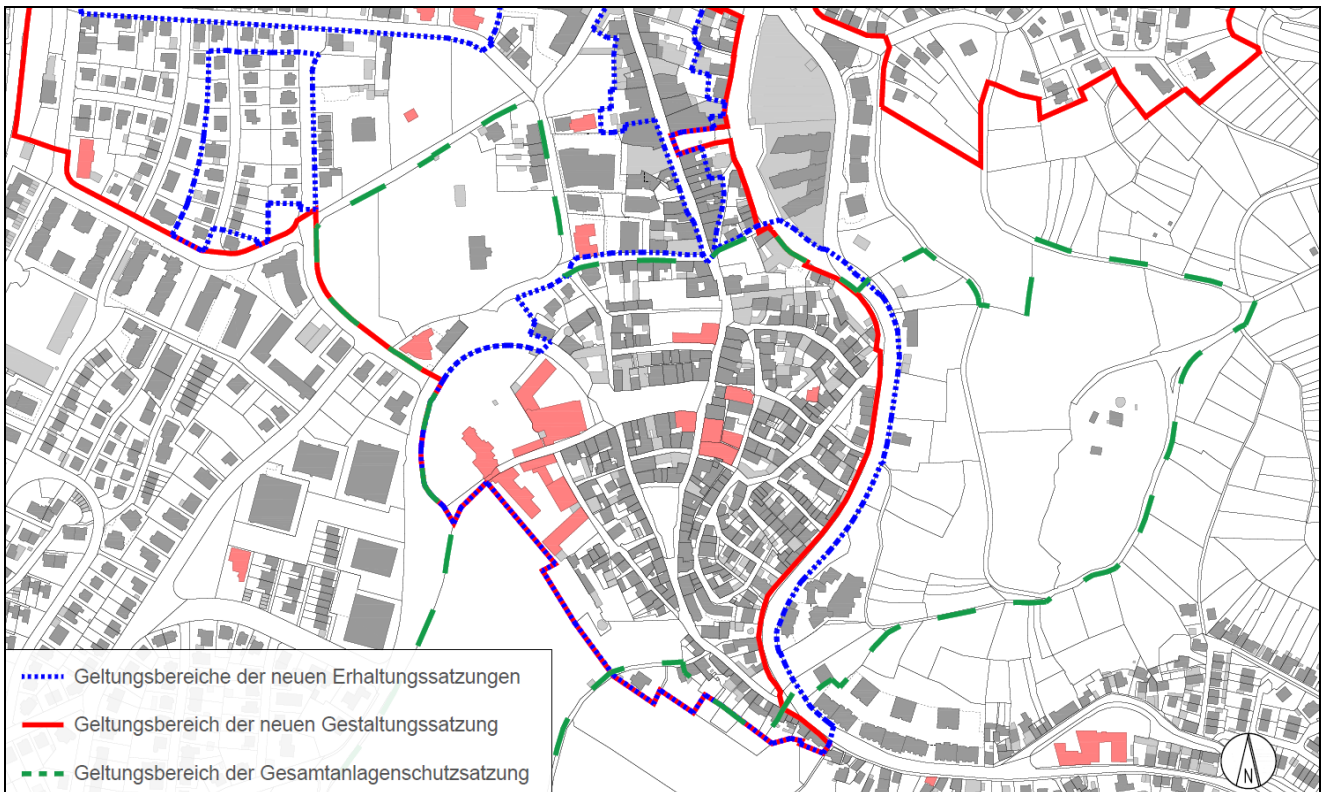 Geltungsbereiche der neuen Erhaltungssatzungen
Geltungsbereich der neuen Gestaltungssatzung
Geltungsbereich der Gesamtanlagenschutzsatzung
N